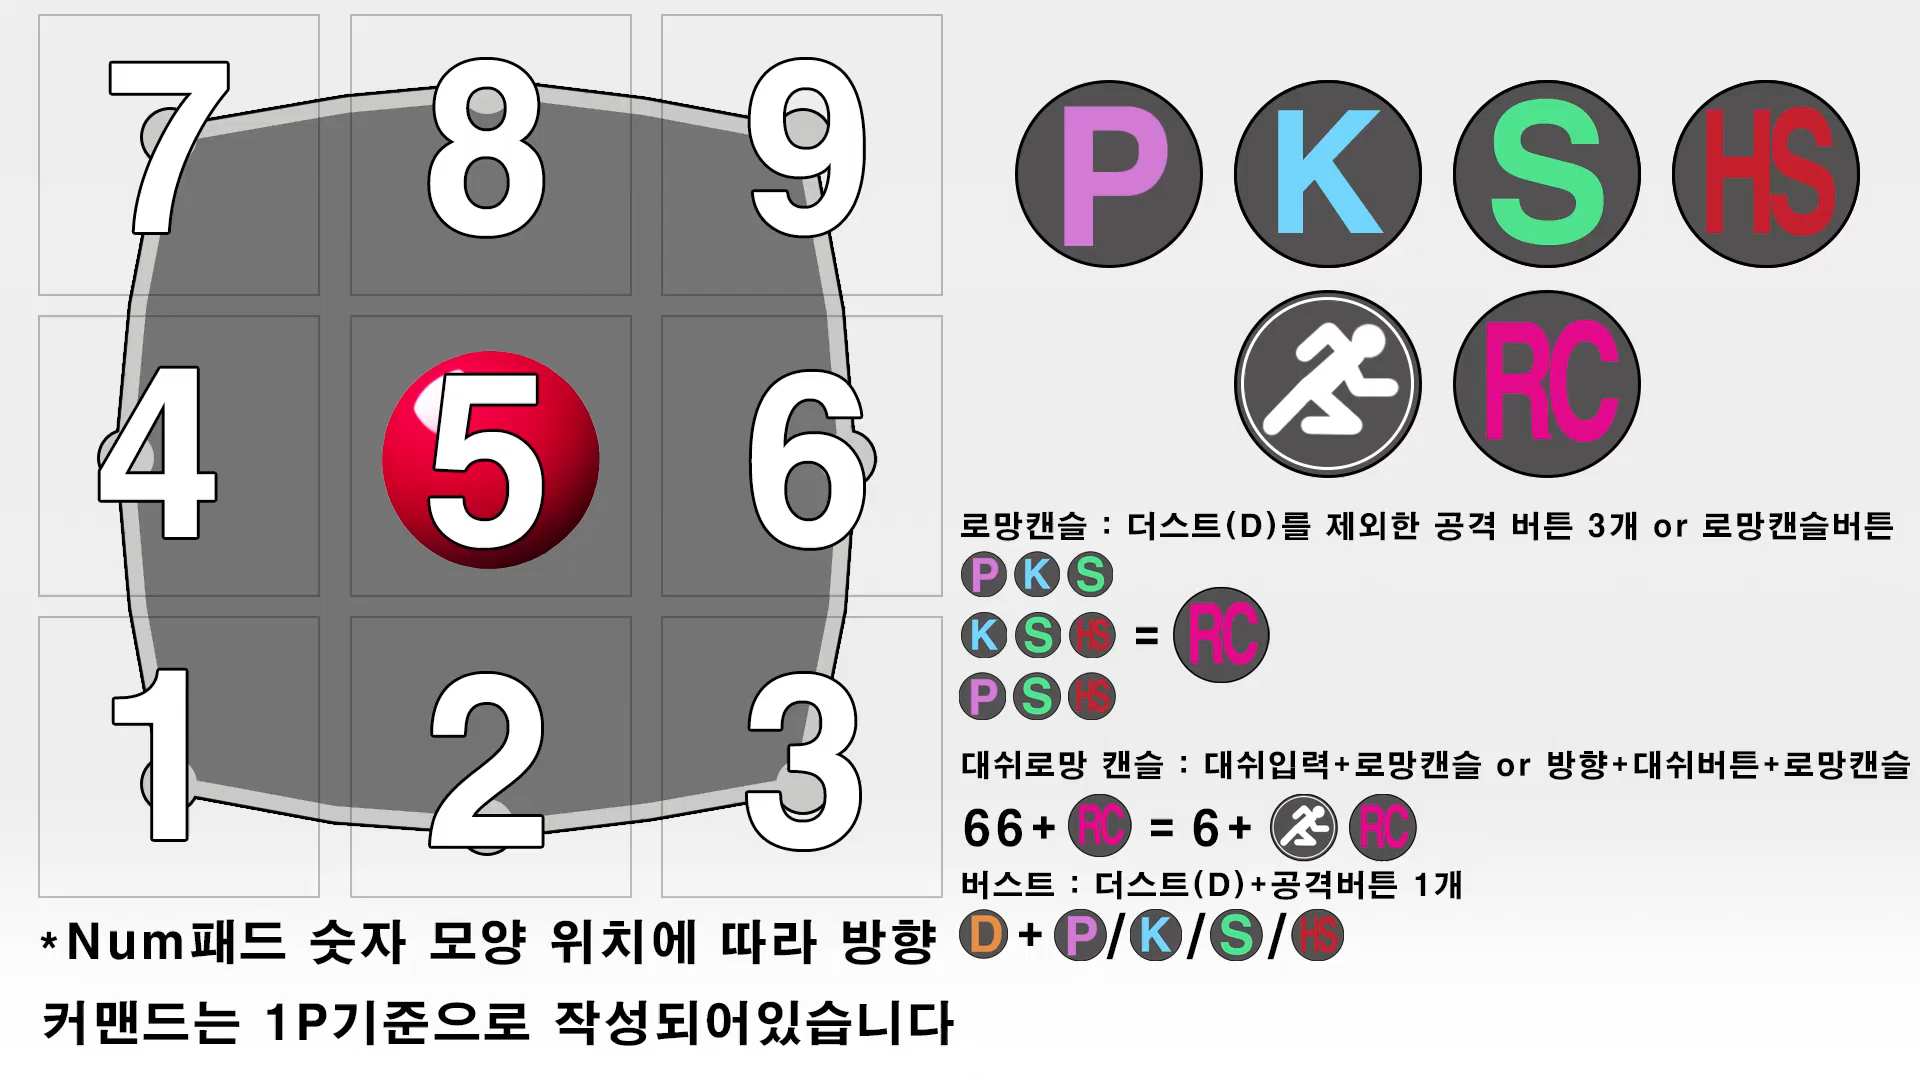 7 8 9
4 5 6
1 2 3
*Num패드 숫자 모양 위치에 따라 방향
커맨드는 1P기준으로 작성되어있습니다
P K S HS
RC
로망캔슬 : 더스트(D)를 제외한 공격 버튼 3개 or 로망캔슬버튼
P K S
K S HS = RC
P S HS
대쉬로망 캔슬 : 대쉬입력+로망캔슬 or 방향+대쉬버튼+로망캔슬
66+ RC = 6+ RC
버스트 : 더스트(D)+공격버튼 1개
D + P / K / S / HS